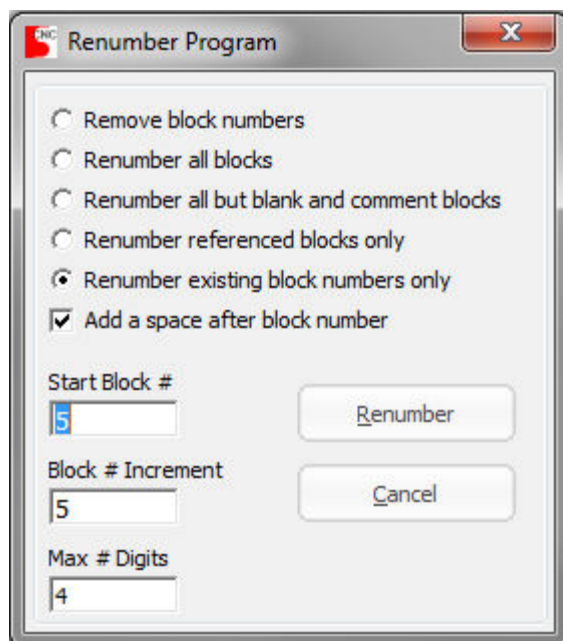 CNC
Renumber Program
Remove block numbers
Renumber all blocks
Renumber all but blank and comment blocks
Renumber referenced blocks only
Renumber existing block numbers only
Add a space after block number
Start Block #
5
Renumber
Block # Increment
5
Cancel
Max # Digits
4